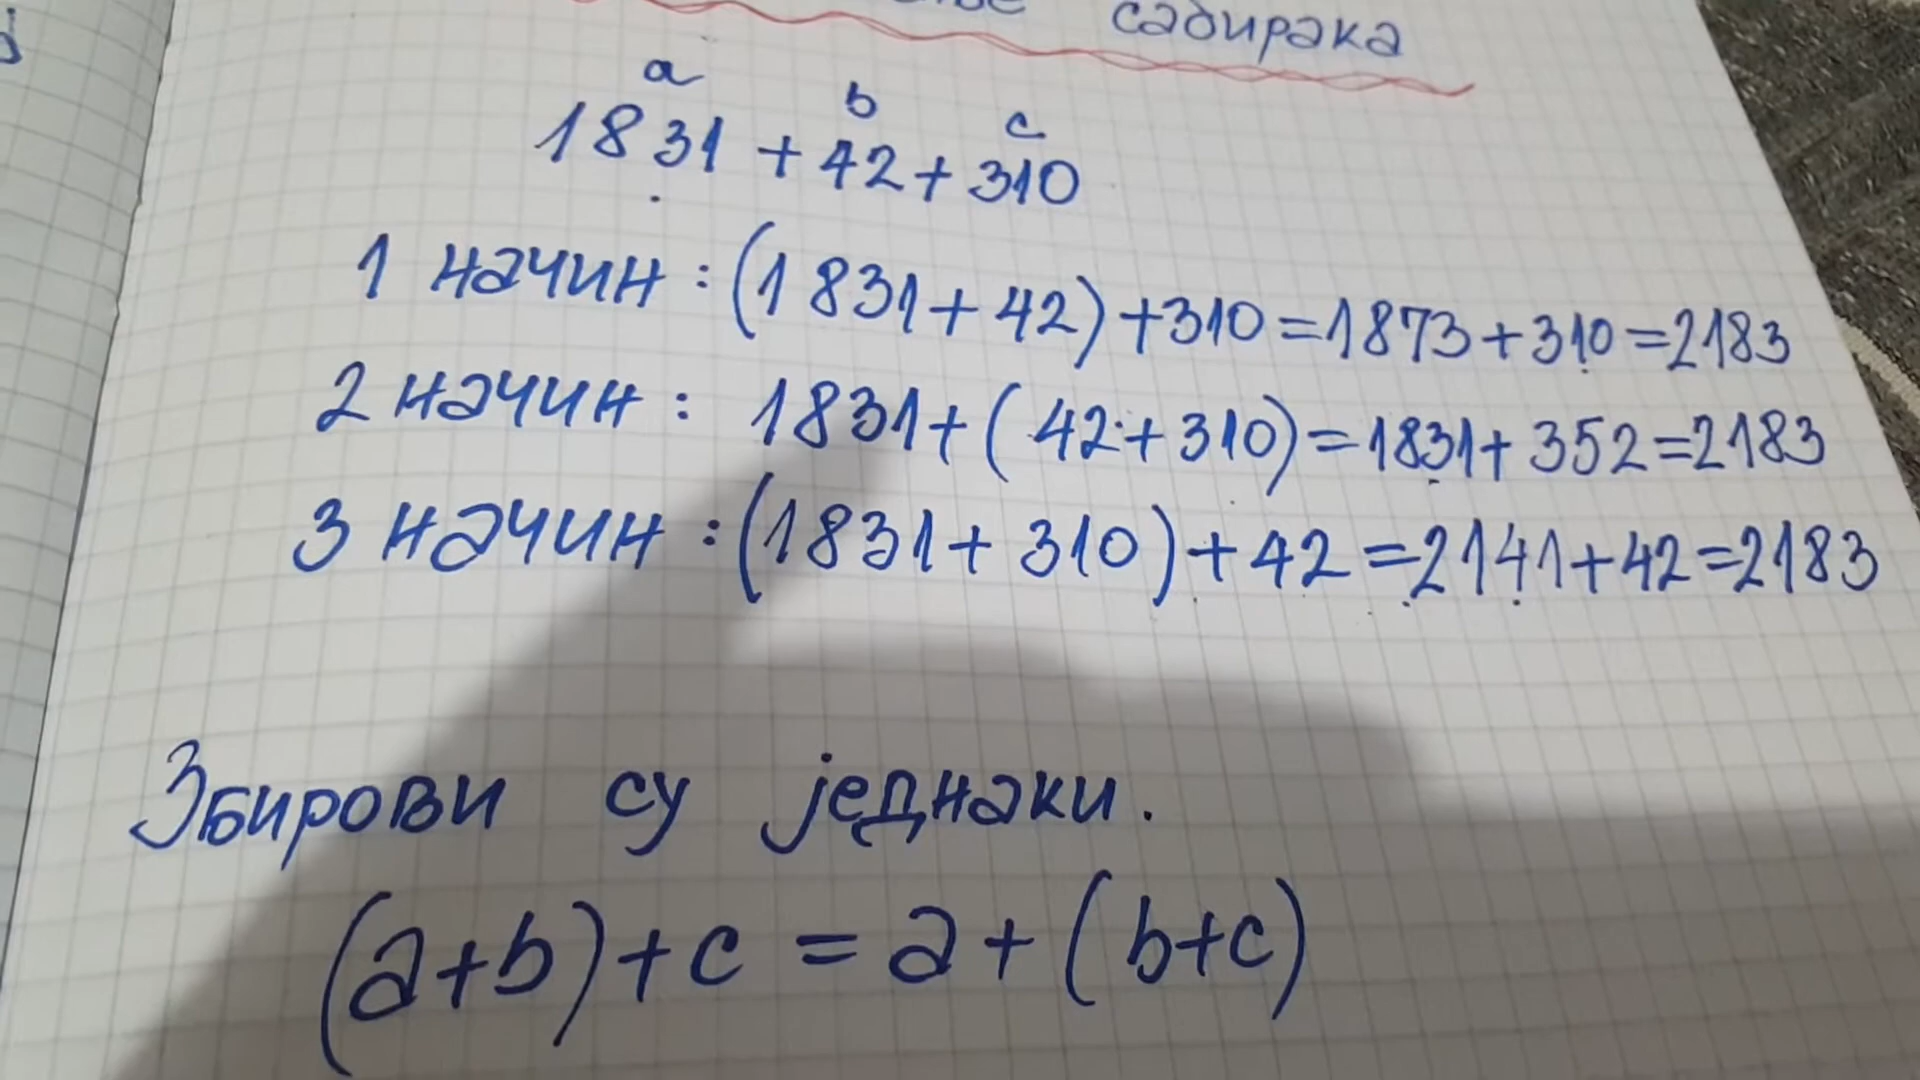 сабирака
a b c
1831 + 42 + 310
1 начин : (1831 + 42) + 310 = 1873 + 310 = 2183
2 начин : 1831 + (42 + 310) = 1831 + 352 = 2183
3 начин : (1831 + 310) + 42 = 2141 + 42 = 2183
Збирови су једнаки.
(a+b) + c = a + (b+c)